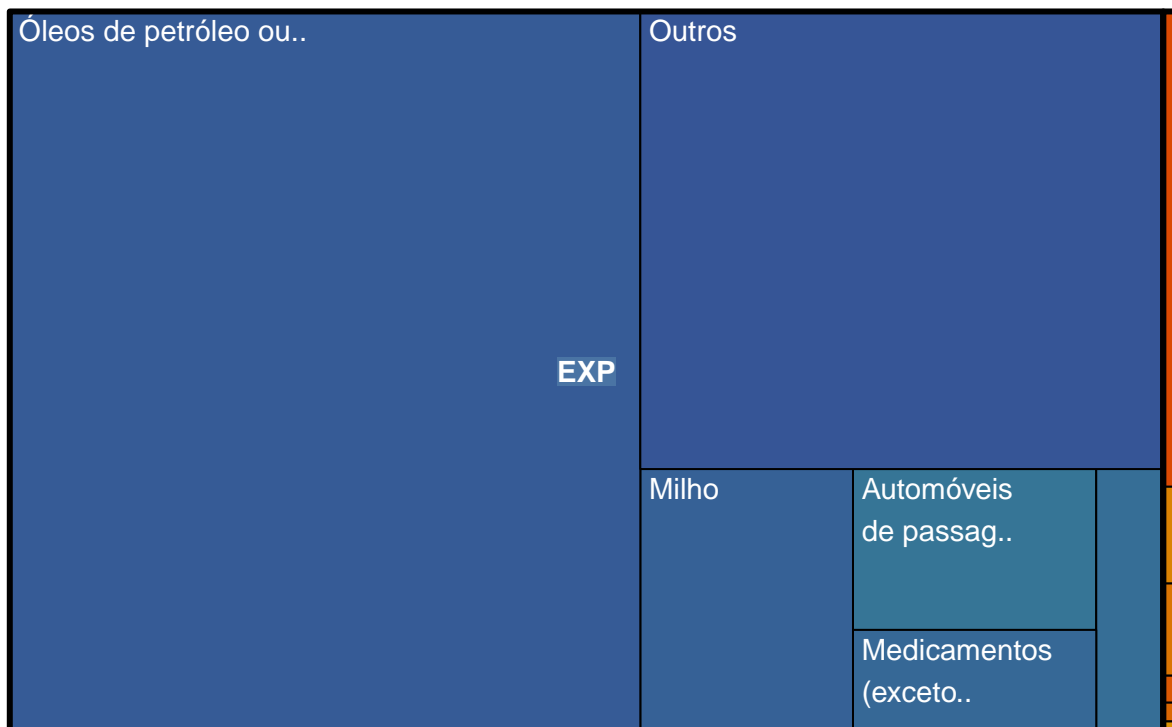 Óleos de petróleo ou..
Outros
EXP
Milho
Automóveis
de passag..
Medicamentos
(exceto..